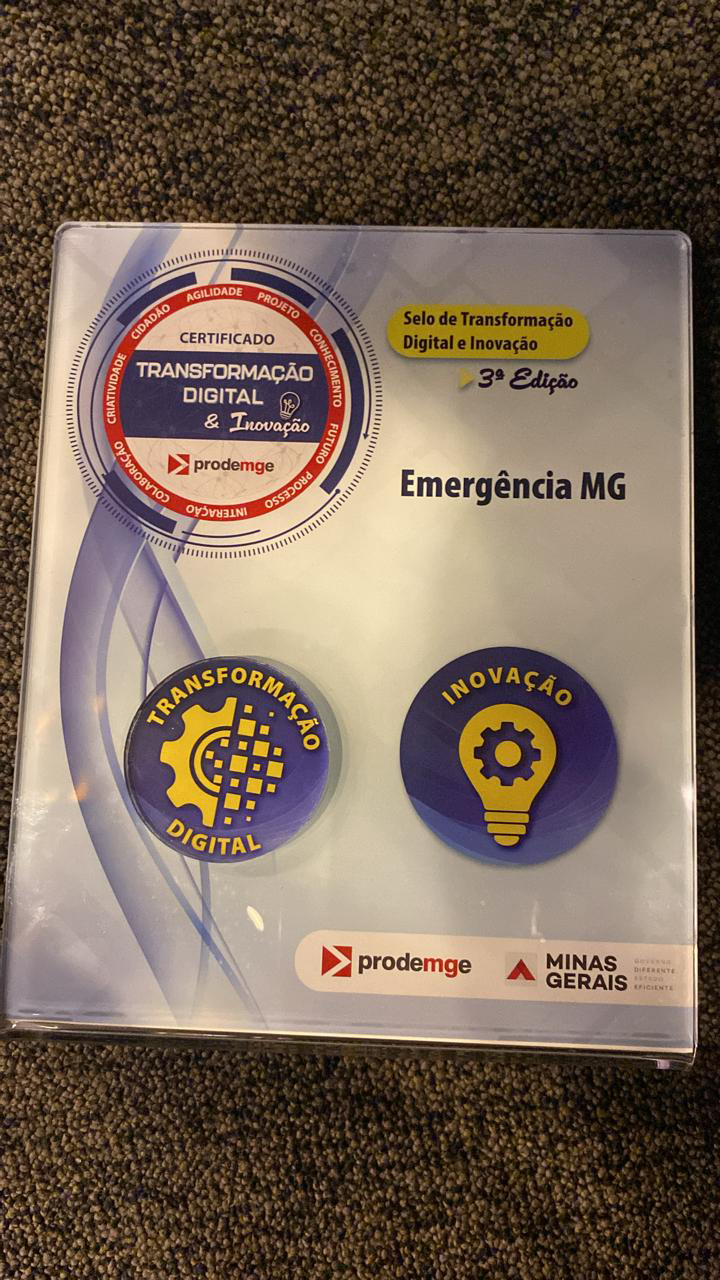 CIDADÃO AGILIDADE PROJETO CONHECIMENTO FUTURO PROCESSO INTERAÇÃO COLABORAÇÃO CRIATIVIDADE
CERTIFICADO
TRANSFORMAÇÃO
DIGITAL
& Inovação
prodemge
Selo de Transformação
Digital e Inovação
3ª Edição
Emergência MG
TRANSFORMAÇÃO
DIGITAL
INOVAÇÃO
prodemge
MINAS
GERAIS
GOVERNO
DIFERENTE
ESTADO
EFICIENTE